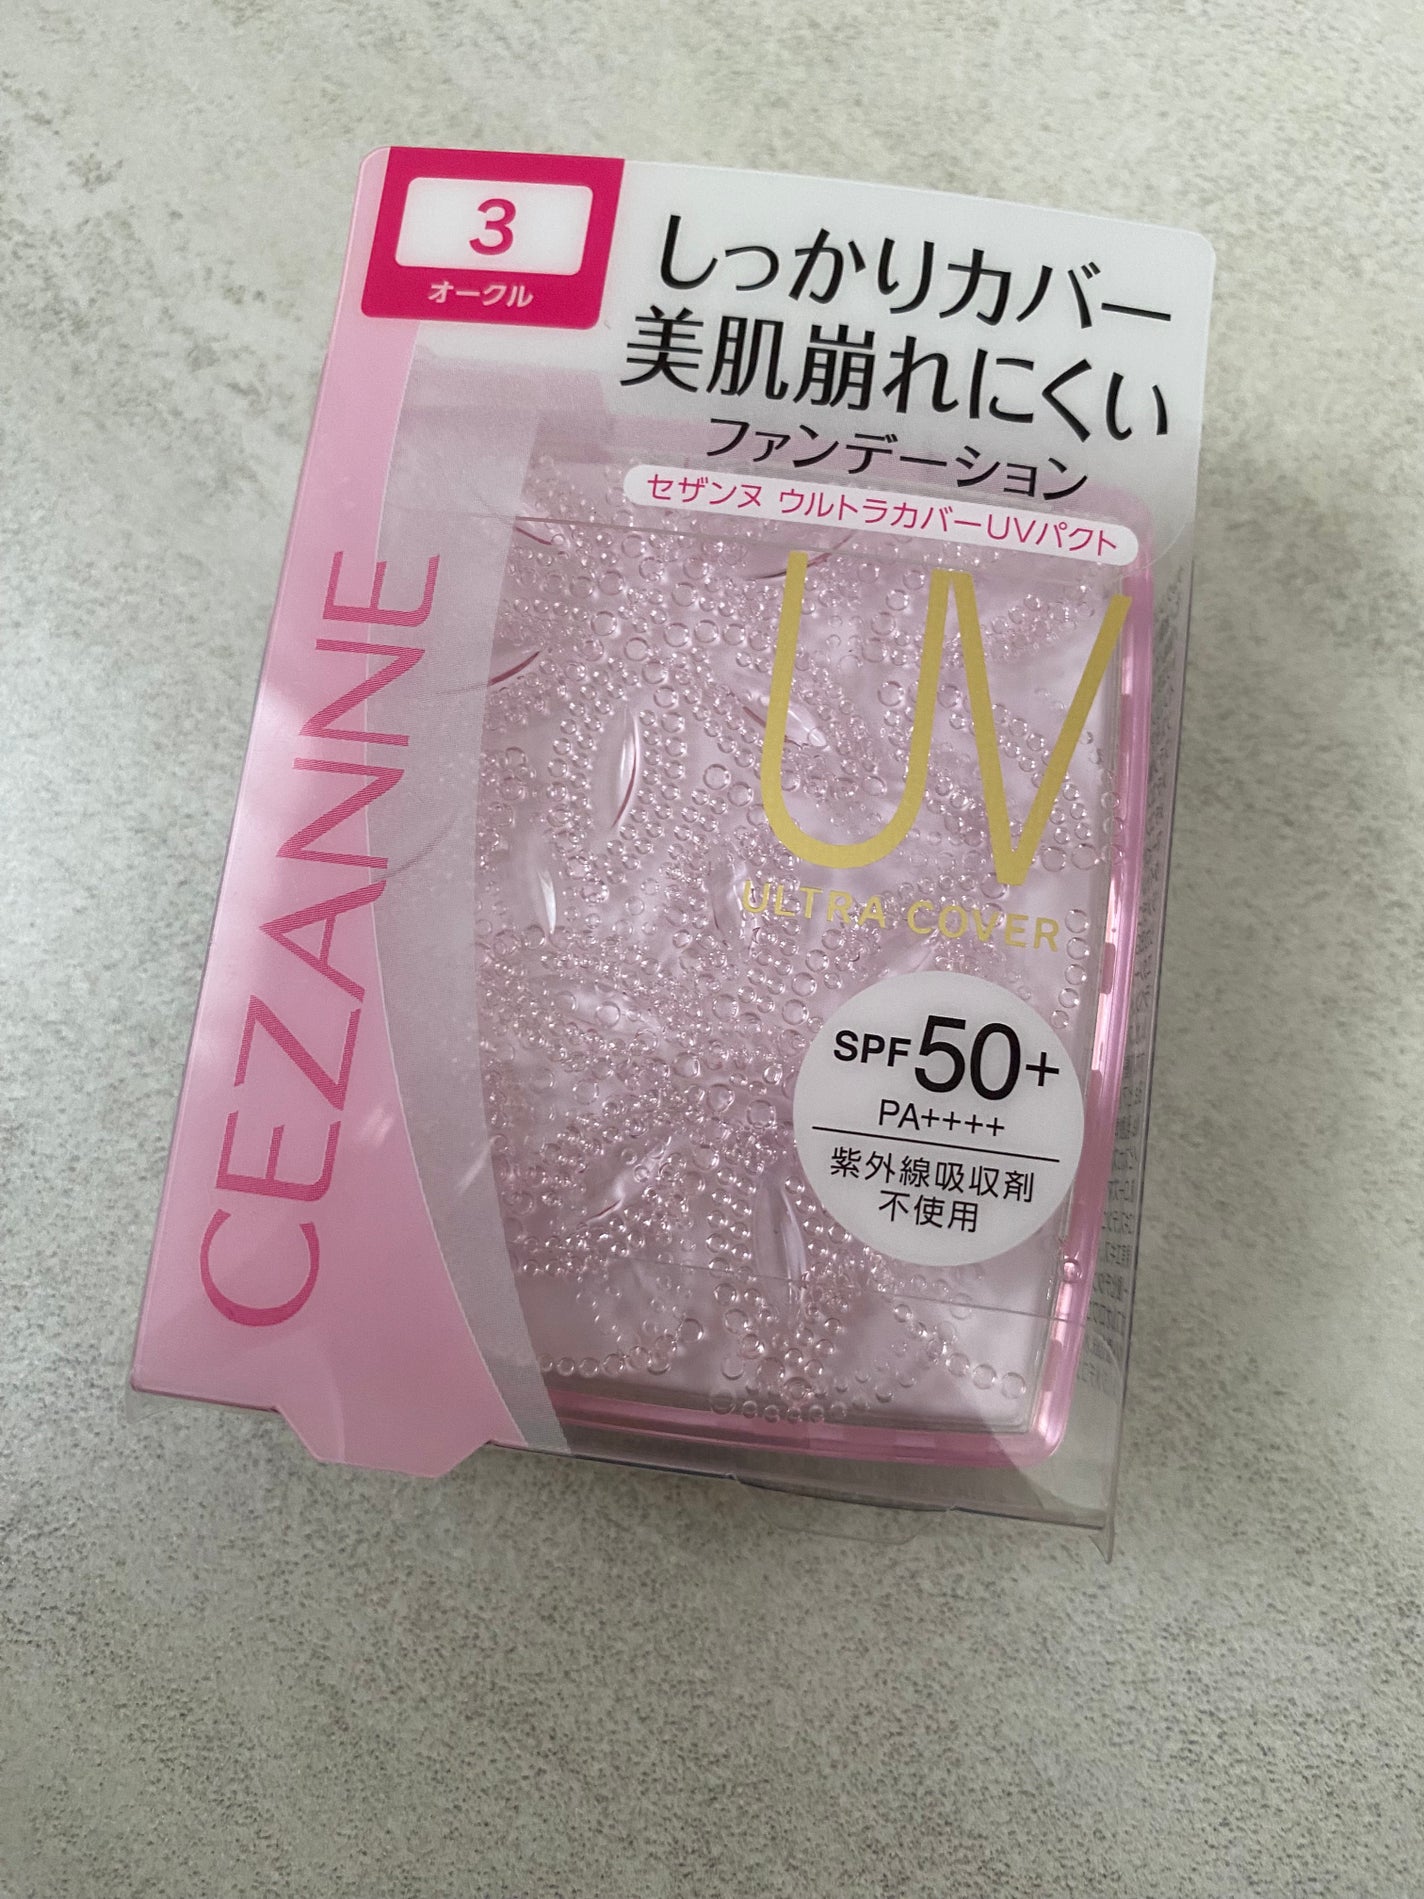 3
オークル
しっかりカバー
美肌崩れにくい
ファンデーション
セザンヌ ウルトラカバーUVパクト
CEZANNE
UV
ULTRA COVER
SPF50+
PA++++
紫外線吸収剤
不使用